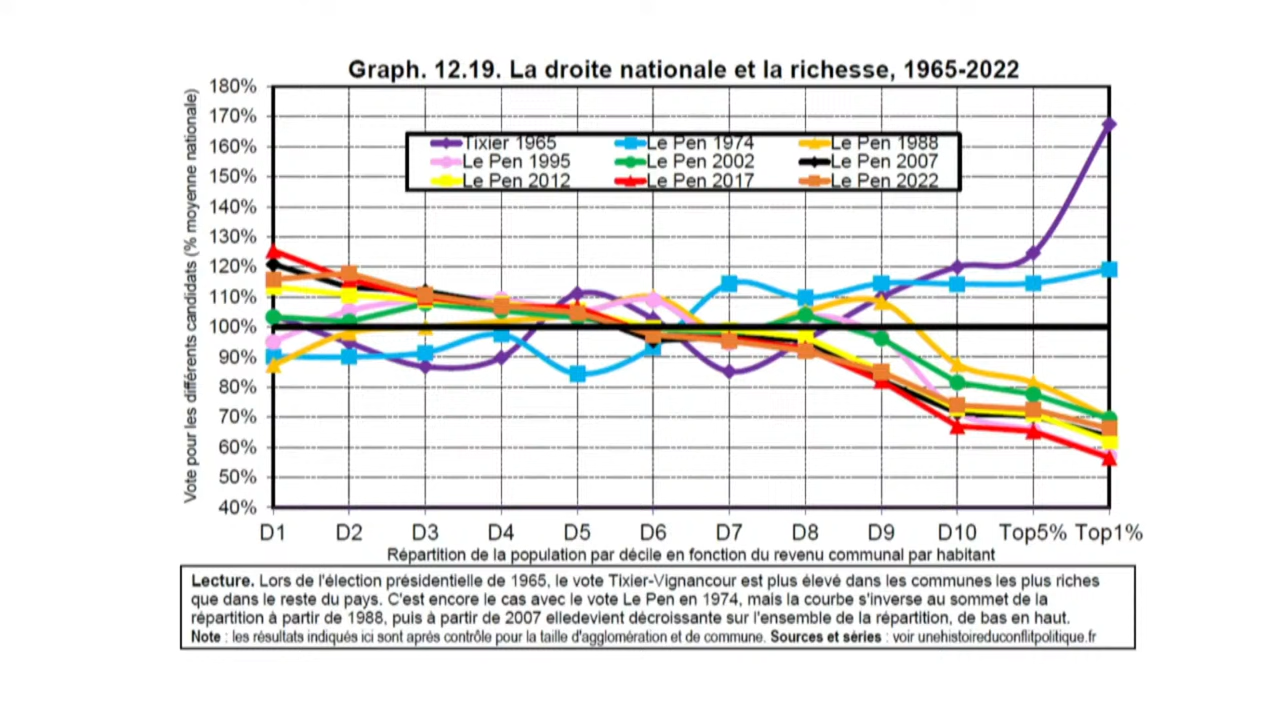 Graph. 12.19. La droite nationale et la richesse, 1965-2022
Vote pour les différents candidats (% moyenne nationale)
180%
170%
160%
150%
140%
130%
120%
110%
100%
90%
80%
70%
60%
50%
40%
Tixier 1965 Le Pen 1974 Le Pen 1988
Le Pen 1995 Le Pen 2002 Le Pen 2007
Le Pen 2012 Le Pen 2017 Le Pen 2022
D1 D2 D3 D4 D5 D6 D7 D8 D9 D10 Top5% Top1%
Répartition de la population par décile en fonction du revenu communal par habitant
Lecture. Lors de l'élection présidentielle de 1965, le vote Tixier-Vignancour est plus élevé dans les communes les plus riches
que dans le reste du pays. C'est encore le cas avec le vote Le Pen en 1974, mais la courbe s'inverse au sommet de la
répartition à partir de 1988, puis à partir de 2007 elledevient décroissante sur l'ensemble de la répartition, de bas en haut.
Note : les résultats indiqués ici sont après contrôle pour la taille d'agglomération et de commune. Sources et séries : voir unehistoireduconflitpolitique.fr